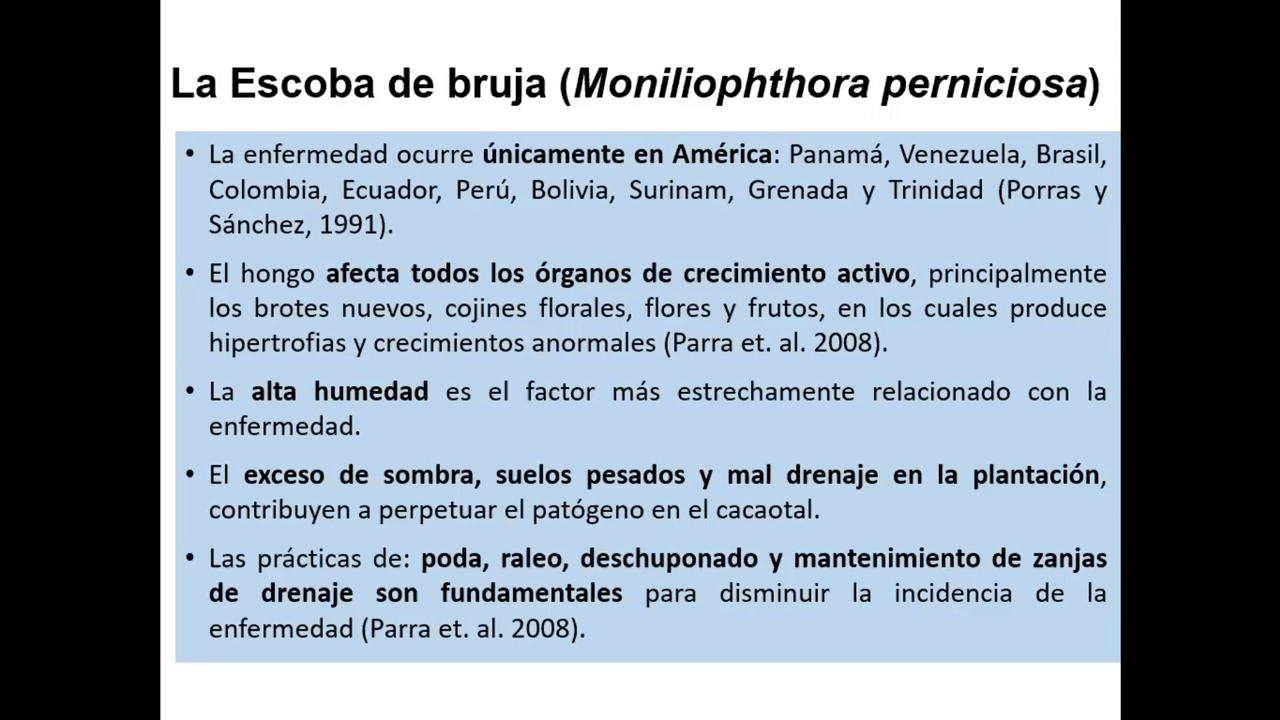 La Escoba de bruja (Moniliophthora perniciosa)
• La enfermedad ocurre únicamente en América: Panamá, Venezuela, Brasil,
Colombia, Ecuador, Perú, Bolivia, Surinam, Grenada y Trinidad (Porras y
Sánchez, 1991).
• El hongo afecta todos los órganos de crecimiento activo, principalmente
los brotes nuevos, cojines florales, flores y frutos, en los cuales produce
hipertrofias y crecimientos anormales (Parra et. al. 2008).
• La alta humedad es el factor más estrechamente relacionado con la
enfermedad.
• El exceso de sombra, suelos pesados y mal drenaje en la plantación,
contribuyen a perpetuar el patógeno en el cacaotal.
• Las prácticas de: poda, raleo, deschuponado y mantenimiento de zanjas
de drenaje son fundamentales para disminuir la incidencia de la
enfermedad (Parra et. al. 2008).